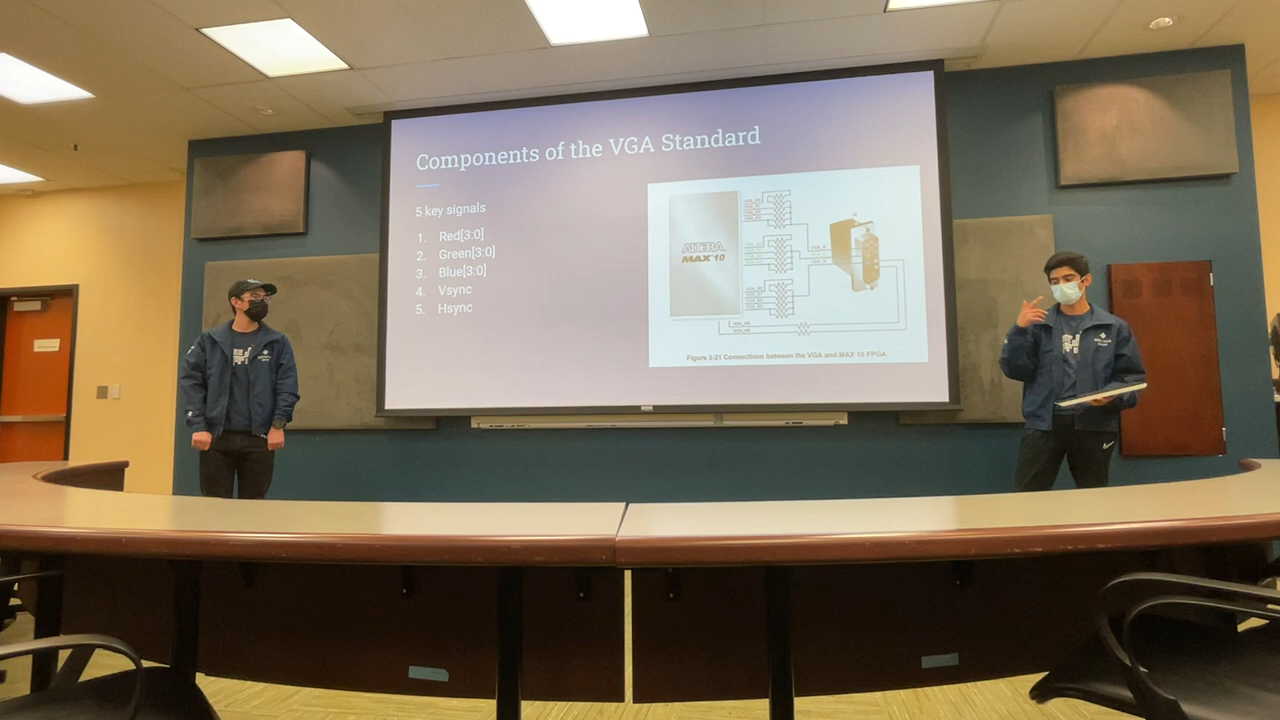 Components of the VGA Standard
5 key signals
1. Red[3:0]
2. Green[3:0]
3. Blue[3:0]
4. Vsync
5. Hsync
ALTERA
MAX 10
Figure 3-21 Connections between the VGA and MAX 10 FPGA